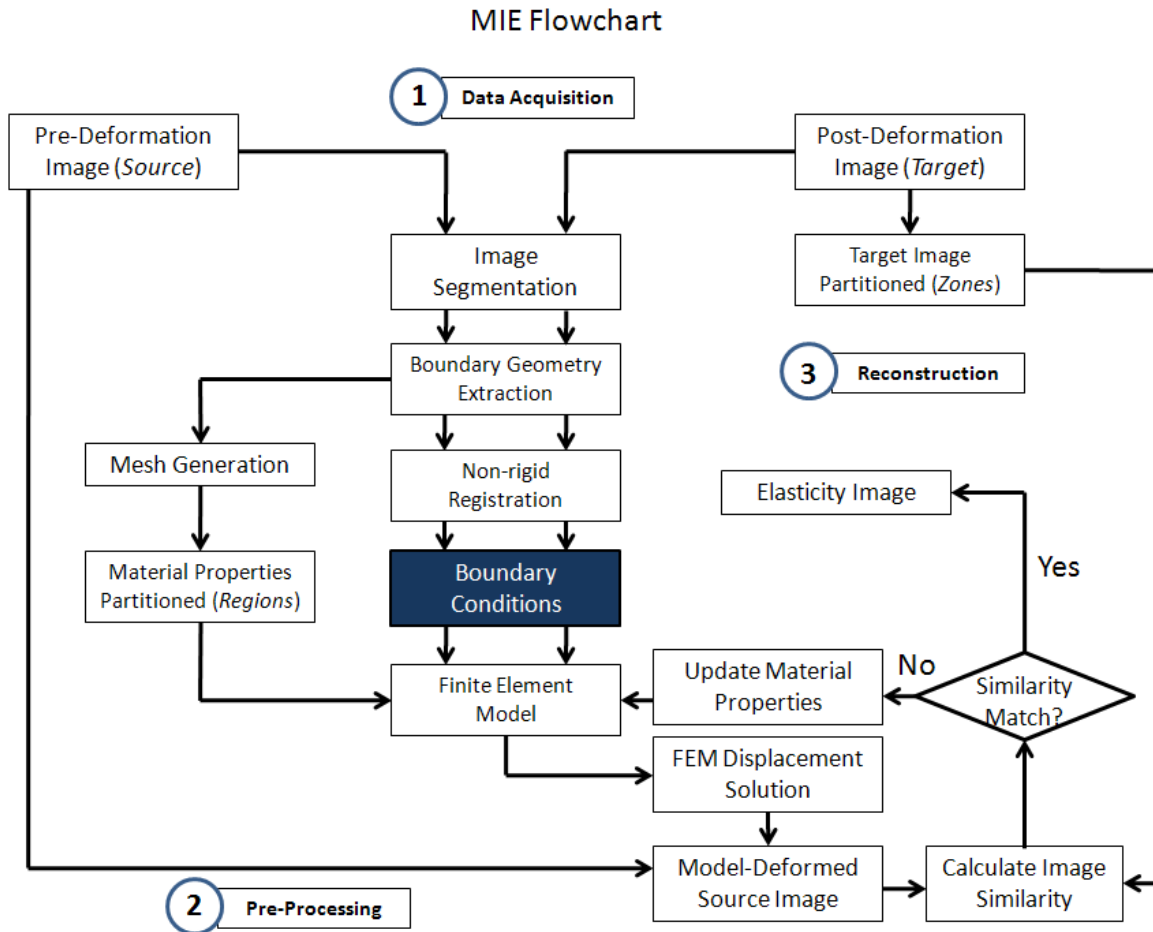 MIE Flowchart
1 Data Acquisition
Pre-Deformation
Image (Source)
Post-Deformation
Image (Target)
Image
Segmentation
Target Image
Partitioned (Zones)
Boundary Geometry
Extraction
3 Reconstruction
Mesh Generation
Non-rigid
Registration
Elasticity Image
Material Properties
Partitioned (Regions)
Boundary
Conditions
Yes
Finite Element
Model
Update Material
Properties
No
Similarity
Match?
FEM Displacement
Solution
Model-Deformed
Source Image
Calculate Image
Similarity
2 Pre-Processing